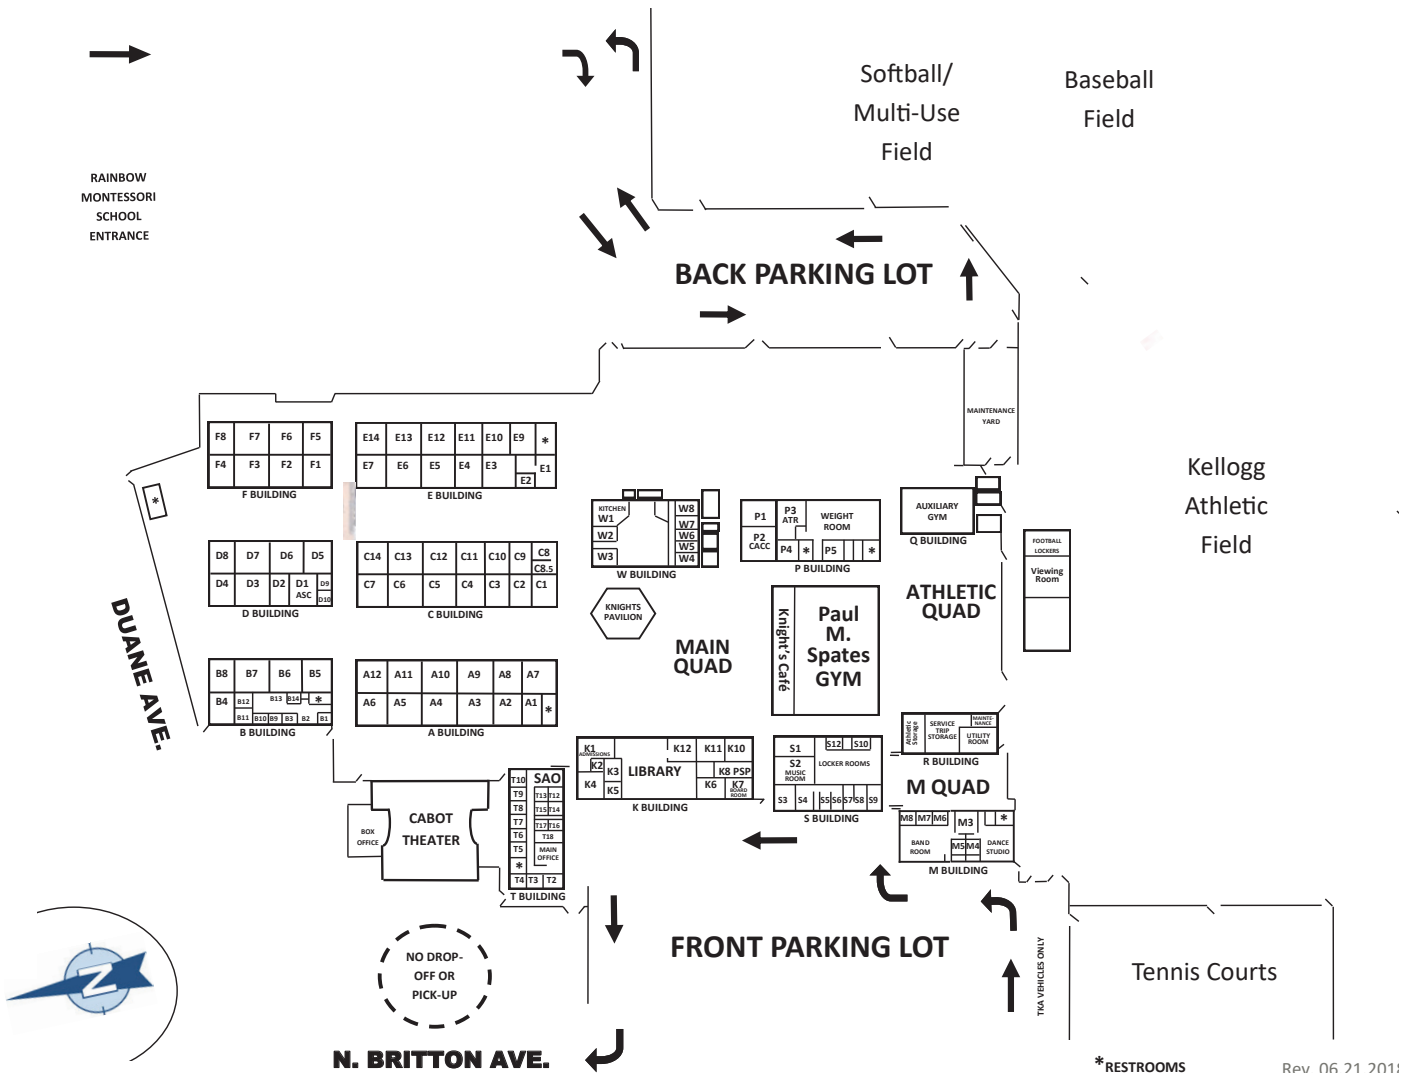 Softball/
Multi-Use
Field
Baseball
Field
RAINBOW
MONTESSORI
SCHOOL
ENTRANCE
BACK PARKING LOT
MAINTENANCE
YARD
F8 F7 F6 F5
F4 F3 F2 F1
F BUILDING
E14 E13 E12 E11 E10 E9 *
E7 E6 E5 E4 E3 E2 E1
E BUILDING
*
Kellogg
Athletic
Field
KITCHEN
W1
W2
W3
W8
W7
W6
W5
W4
W BUILDING
P1
P2
CACC
P3
ATR
WEIGHT
ROOM
P4 * P5 *
P BUILDING
AUXILIARY
GYM
Q BUILDING
FOOTBALL
LOCKERS
Viewing
Room
D8 D7 D6 D5
D4 D3 D2 D1
ASC
D9
D10
D BUILDING
C14 C13 C12 C11 C10 C9 C8
C8.5
C7 C6 C5 C4 C3 C2 C1
C BUILDING
KNIGHTS
PAVILION
MAIN
QUAD
Knight's Café
Paul
M.
Spates
GYM
ATHLETIC
QUAD
DUANE AVE.
B8 B7 B6 B5
B4 B12 B13 B14 *
B11 B10 B9 B3 B2 B1
B BUILDING
A12 A11 A10 A9 A8 A7
A6 A5 A4 A3 A2 A1 *
A BUILDING
K1
ADMISSIONS
K2
K3
K4
K5
LIBRARY
K12 K11 K10
K8 PSP
K6 K7
BOARD
ROOM
K BUILDING
S1
S2
MUSIC
ROOM
S12 S10
LOCKER ROOMS
S3 S4 S5 S6 S7 S8 S9
S BUILDING
Athletic
Storage
SERVICE
TRIP
STORAGE
MAINTE-
NANCE
UTILITY
ROOM
R BUILDING
M QUAD
M8 M7 M6 M3 *
BAND
ROOM
M5 M4
DANCE
STUDIO
M BUILDING
BOX
OFFICE
CABOT
THEATER
T10 SAO
T9 T13 T12
T8 T15 T14
T7 T17 T16
T6 T18
T5 MAIN
OFFICE
*
T4 T3 T2
T BUILDING
NO DROP-
OFF OR
PICK-UP
FRONT PARKING LOT
TKA VEHICLES ONLY
Tennis Courts
N
N. BRITTON AVE.
*RESTROOMS
Rev. 06.21.2018